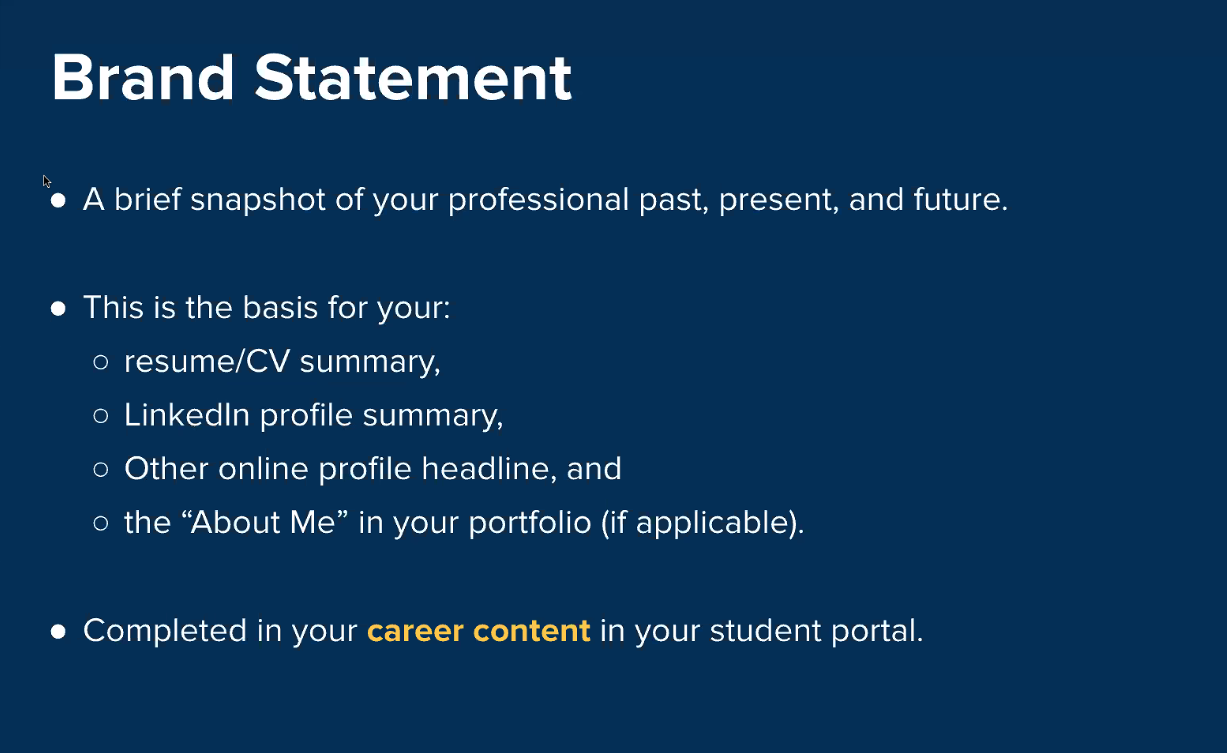 Brand Statement
● A brief snapshot of your professional past, present, and future.
● This is the basis for your:
○ resume/CV summary,
○ LinkedIn profile summary,
○ Other online profile headline, and
○ the “About Me” in your portfolio (if applicable).
● Completed in your career content in your student portal.